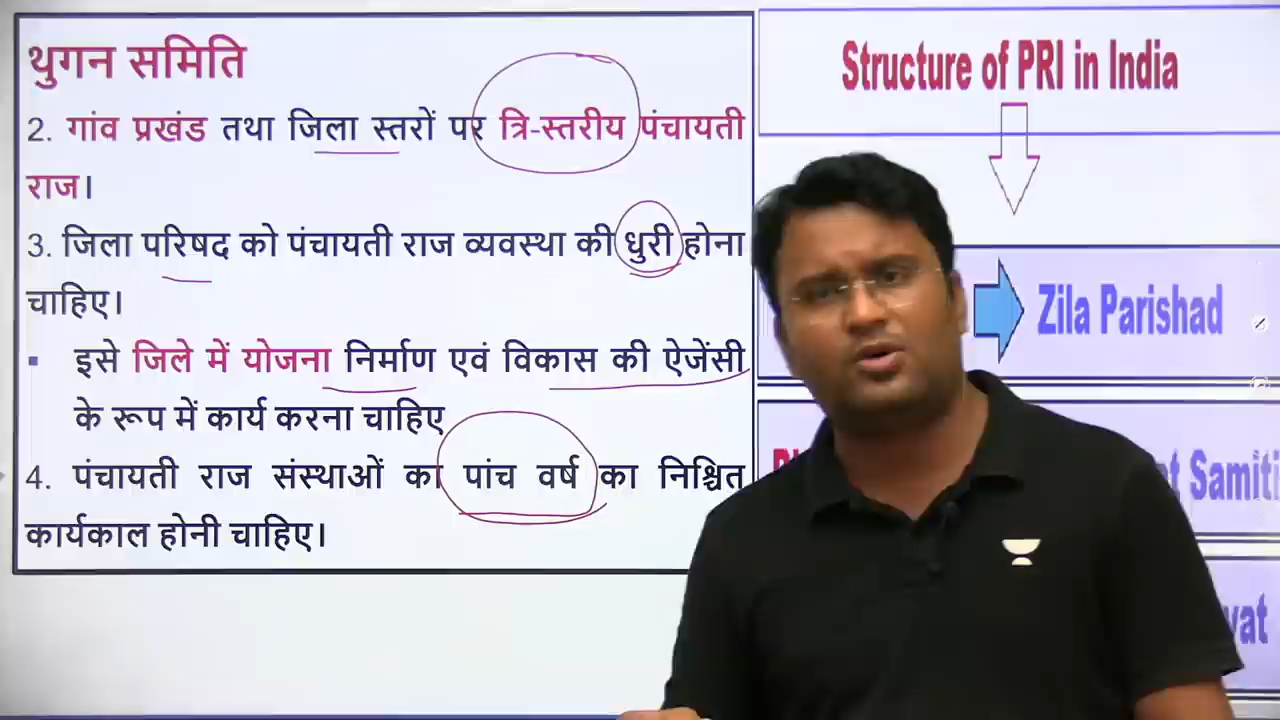 थुगन समिति
2. गांव प्रखंड तथा जिला स्तरों पर त्रि-स्तरीय पंचायती
राज।
3. जिला परिषद को पंचायती राज व्यवस्था की धुरी होना
चाहिए।
▪ इसे जिले में योजना निर्माण एवं विकास की ऐजेंसी
के रूप में कार्य करना चाहिए
4. पंचायती राज संस्थाओं का पांच वर्ष का निश्चित
कार्यकाल होनी चाहिए।
Structure of PRI in India
Zila Parishad
Samiti